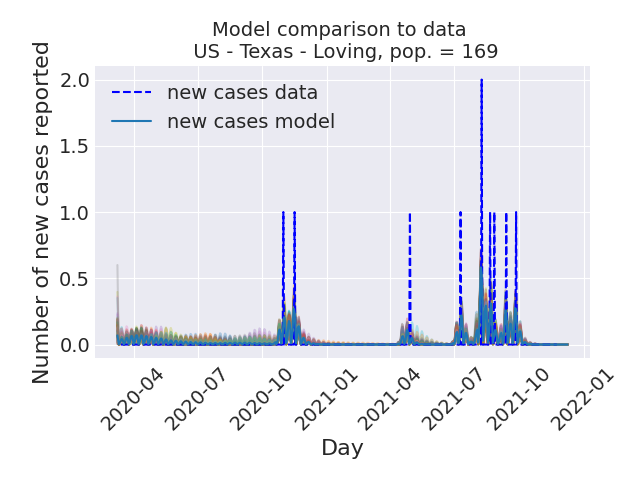 Model comparison to data
US - Texas - Loving, pop. = 169
Number of new cases reported
2.0
1.5
1.0
0.5
0.0
new cases data
new cases model
2020-04
2020-07
2020-10
2021-01
2021-04
2021-07
2021-10
2022-01
Day